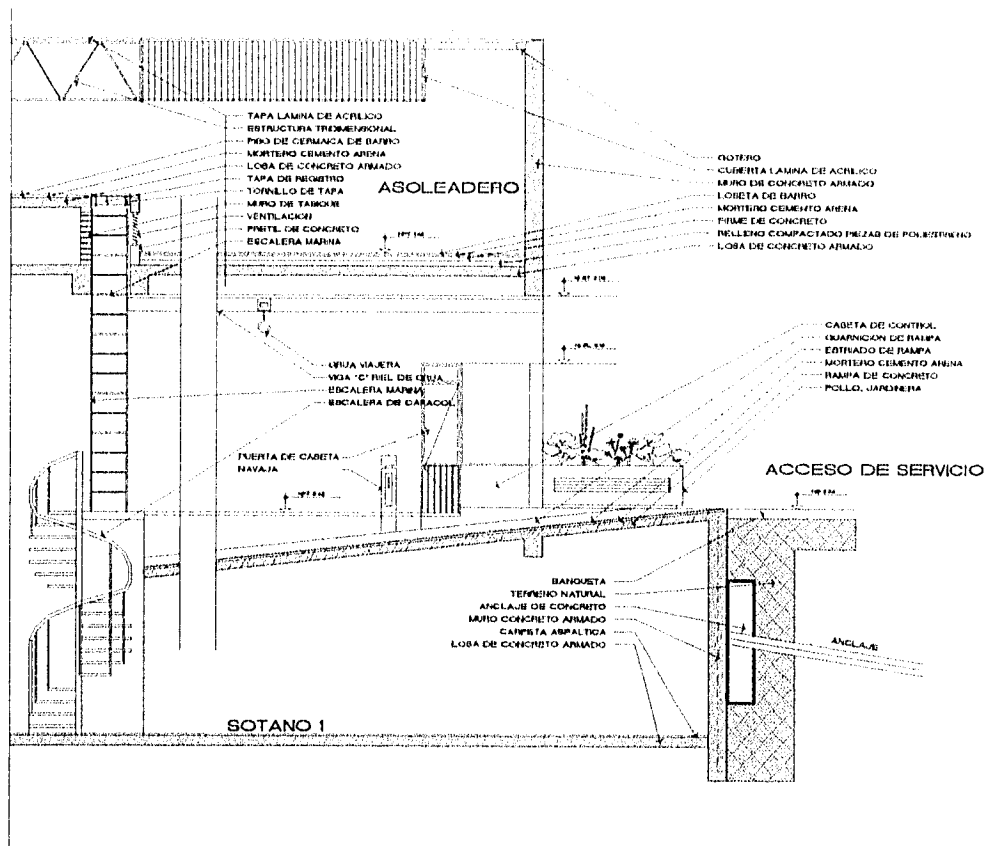 TAPA LAMINA DE ACRILICO
ESTRUCTURA TRIDIMENSIONAL
PISO DE CERMAICA DE BARRO
MORTERO CEMENTO ARENA
LOSA DE CONCRETO ARMADO
TAPA DE REGISTRO
TORNILLO DE TAPA
MURO DE TABIQUE
VENTILACION
PRETIL DE CONCRETO
ESCALERA MARINA
ASOLEADERO
GOTERO
CUBIERTA LAMINA DE ACRILICO
MURO DE CONCRETO ARMADO
LOSETA DE BARRO
MORTERO CEMENTO ARENA
FIRME DE CONCRETO
RELLENO COMPACTADO PIEZAS DE POLIESTIRENO
LOSA DE CONCRETO ARMADO
CASETA DE CONTROL
GUARNICION DE RAMPA
ESTRIADO DE RAMPA
MORTERO CEMENTO ARENA
RAMPA DE CONCRETO
POLLO, JARDINERA
GRUA VIAJERA
VIGA "C" RIEL DE GRUA
ESCALERA MARINA
ESCALERA DE CARACOL
PUERTA DE CASETA
NAVAJA
ACCESO DE SERVICIO
BANQUETA
TERRENO NATURAL
ANCLAJE DE CONCRETO
MURO CONCRETO ARMADO
CARPETA ASFALTICA
LOSA DE CONCRETO ARMADO
ANCLAJE
SOTANO 1